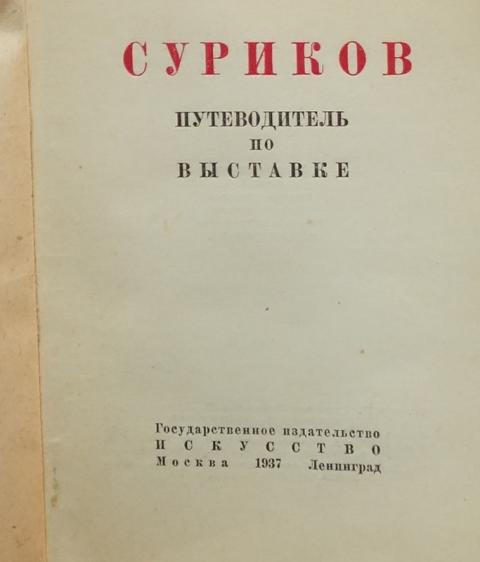 СУРИКОВ
ПУТЕВОДИТЕЛЬ
ПО
ВЫСТАВКЕ
Государственное издательство
ИСКУССТВО
Москва 1937 Ленинград